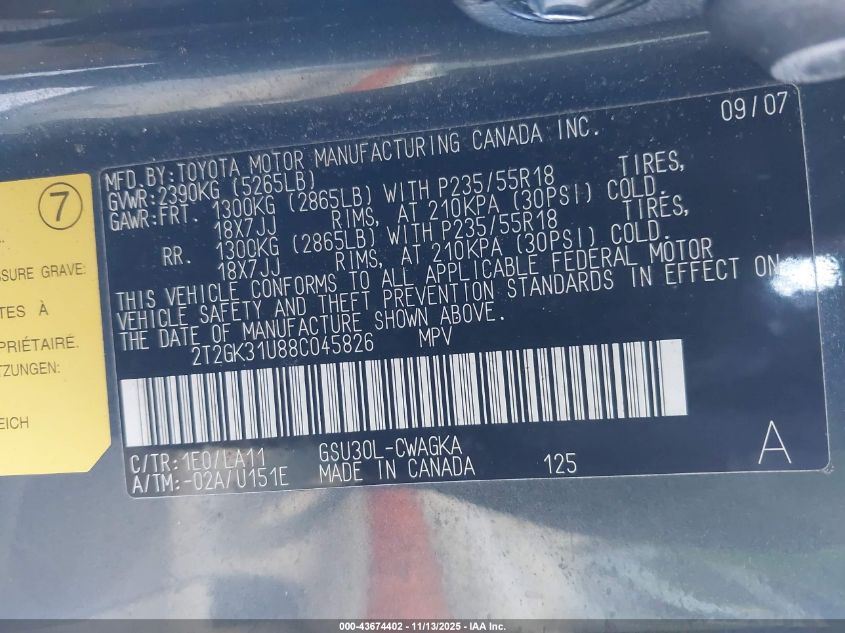 09/07
MFD.BY:TOYOTA MOTOR MANUFACTURING CANADA INC.
GVWR:2390KG (5265LB)
GAWR:FRT. 1300KG (2865LB) WITH P235/55R18 TIRES,
18X7JJ RIMS, AT 210KPA (30PSI) COLD.
RR. 1300KG (2865LB) WITH P235/55R18 TIRES,
18X7JJ RIMS, AT 210KPA (30PSI) COLD.
THIS VEHICLE CONFORMS TO ALL APPLICABLE FEDERAL MOTOR
VEHICLE SAFETY AND THEFT PREVENTION STANDARDS IN EFFECT ON
THE DATE OF MANUFACTURE SHOWN ABOVE.
2T2GK31U88C045826 MPV
C/TR:1E0/LA11 GSU30L-CWAGKA
A/TM:-02A/U151E MADE IN CANADA 125 A
7
SSURE GRAVE:
TES À
PRIÉTAIRE.
TZUNGEN:
EICH
000-43674402 - 11/13/2025 - IAA Inc.